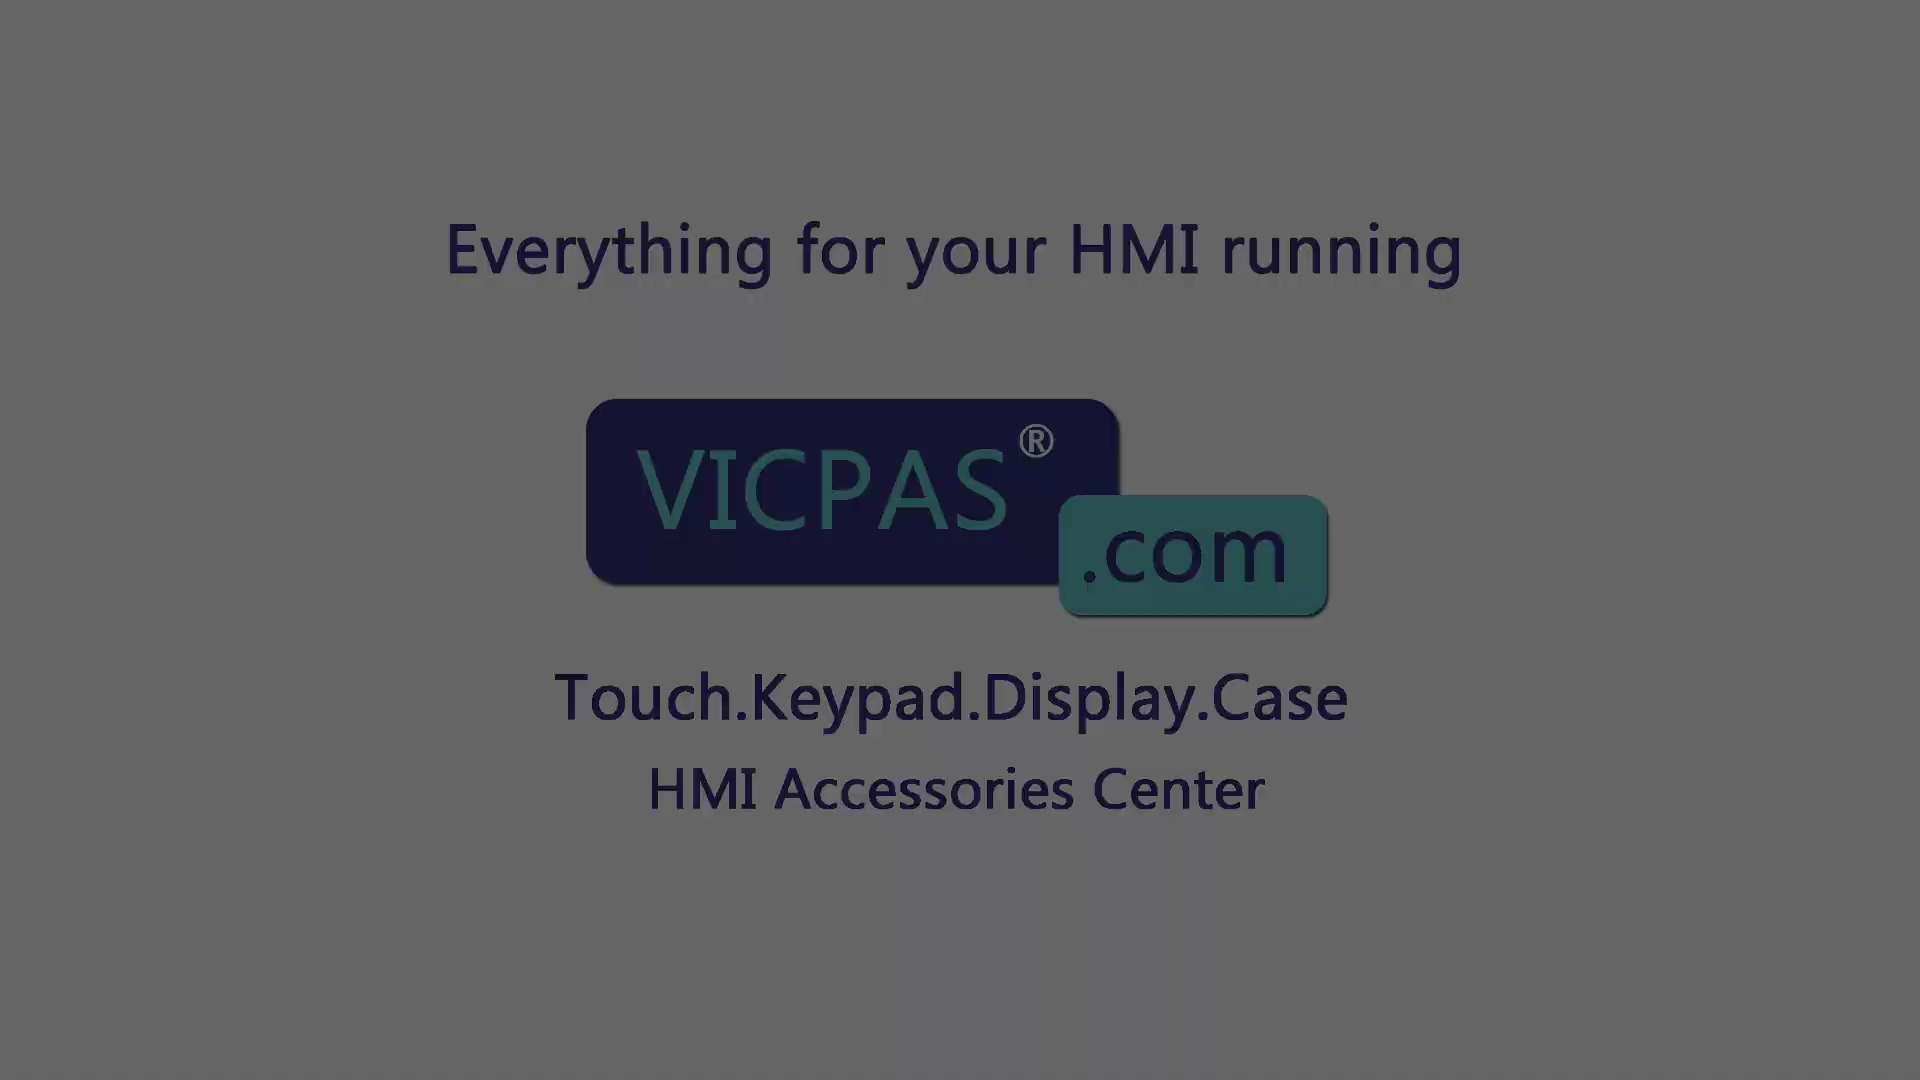 Everything for your HMI running
VICPAS®
.com
Touch.Keypad.Display.Case
HMI Accessories Center